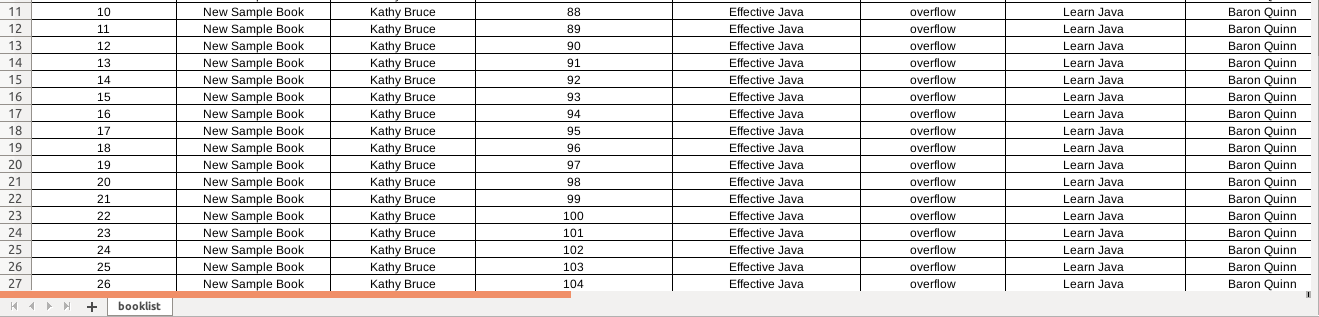 11 10 New Sample Book Kathy Bruce 88 Effective Java overflow Learn Java Baron Quinn
12 11 New Sample Book Kathy Bruce 89 Effective Java overflow Learn Java Baron Quinn
13 12 New Sample Book Kathy Bruce 90 Effective Java overflow Learn Java Baron Quinn
14 13 New Sample Book Kathy Bruce 91 Effective Java overflow Learn Java Baron Quinn
15 14 New Sample Book Kathy Bruce 92 Effective Java overflow Learn Java Baron Quinn
16 15 New Sample Book Kathy Bruce 93 Effective Java overflow Learn Java Baron Quinn
17 16 New Sample Book Kathy Bruce 94 Effective Java overflow Learn Java Baron Quinn
18 17 New Sample Book Kathy Bruce 95 Effective Java overflow Learn Java Baron Quinn
19 18 New Sample Book Kathy Bruce 96 Effective Java overflow Learn Java Baron Quinn
20 19 New Sample Book Kathy Bruce 97 Effective Java overflow Learn Java Baron Quinn
21 20 New Sample Book Kathy Bruce 98 Effective Java overflow Learn Java Baron Quinn
22 21 New Sample Book Kathy Bruce 99 Effective Java overflow Learn Java Baron Quinn
23 22 New Sample Book Kathy Bruce 100 Effective Java overflow Learn Java Baron Quinn
24 23 New Sample Book Kathy Bruce 101 Effective Java overflow Learn Java Baron Quinn
25 24 New Sample Book Kathy Bruce 102 Effective Java overflow Learn Java Baron Quinn
26 25 New Sample Book Kathy Bruce 103 Effective Java overflow Learn Java Baron Quinn
27 26 New Sample Book Kathy Bruce 104 Effective Java overflow Learn Java Baron Quinn
booklist